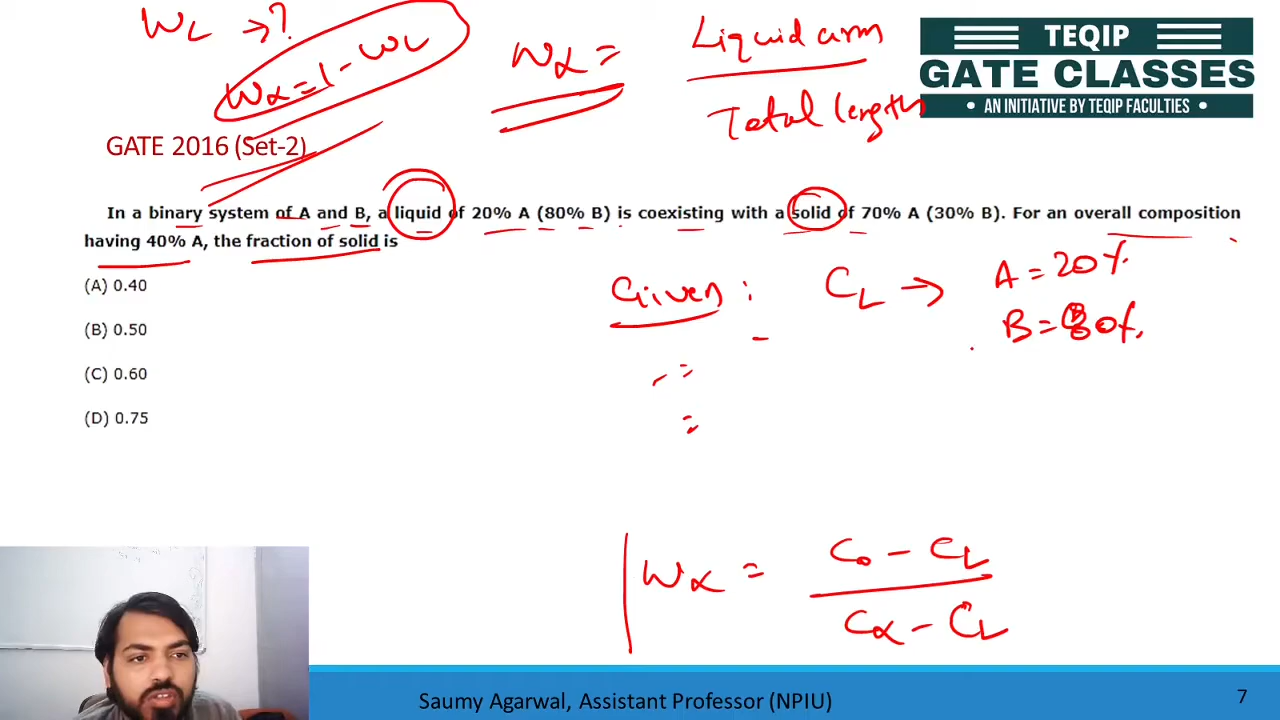 WL → ?
Wα = 1 - WL
Wα = Liquid arm
Total length
TEQIP
GATE CLASSES
• AN INITIATIVE BY TEQIP FACULTIES •
GATE 2016 (Set-2)
In a binary system of A and B, a liquid of 20% A (80% B) is coexisting with a solid of 70% A (30% B). For an overall composition
having 40% A, the fraction of solid is
(A) 0.40
(B) 0.50
(C) 0.60
(D) 0.75
Given : CL → A = 20%
B = 80%
Wα = Co - CL
Cα - CL
Saumy Agarwal, Assistant Professor (NPIU)
7